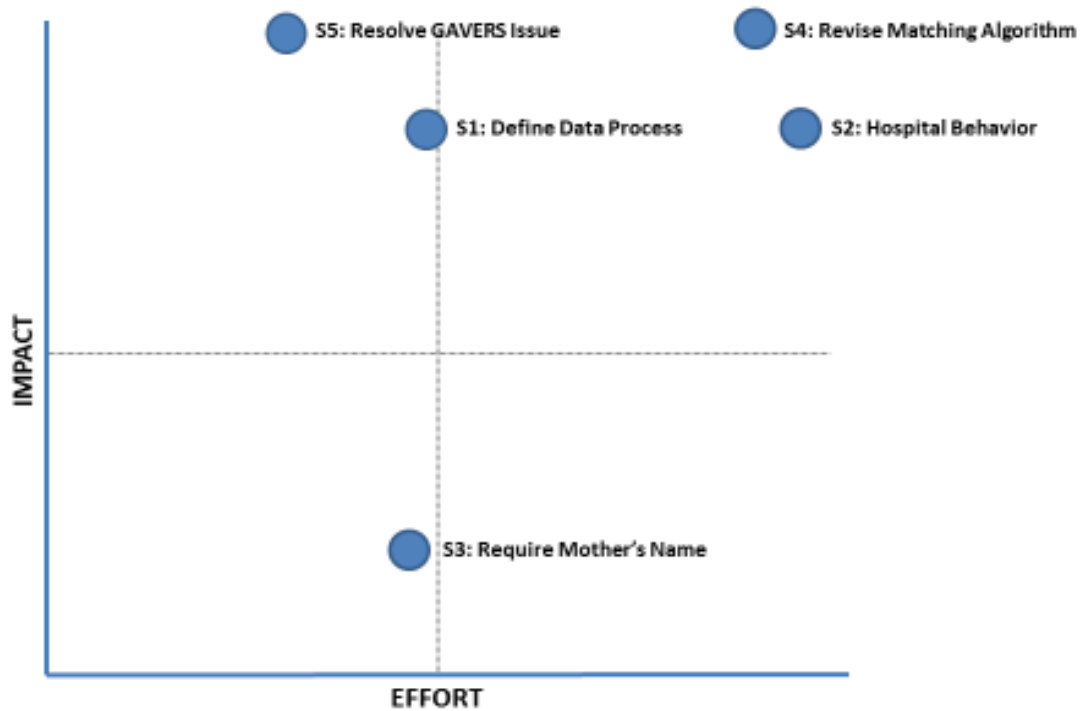 S5: Resolve GAVERS Issue
S4: Revise Matching Algorithm
S1: Define Data Process
S2: Hospital Behavior
IMPACT
S3: Require Mother’s Name
EFFORT